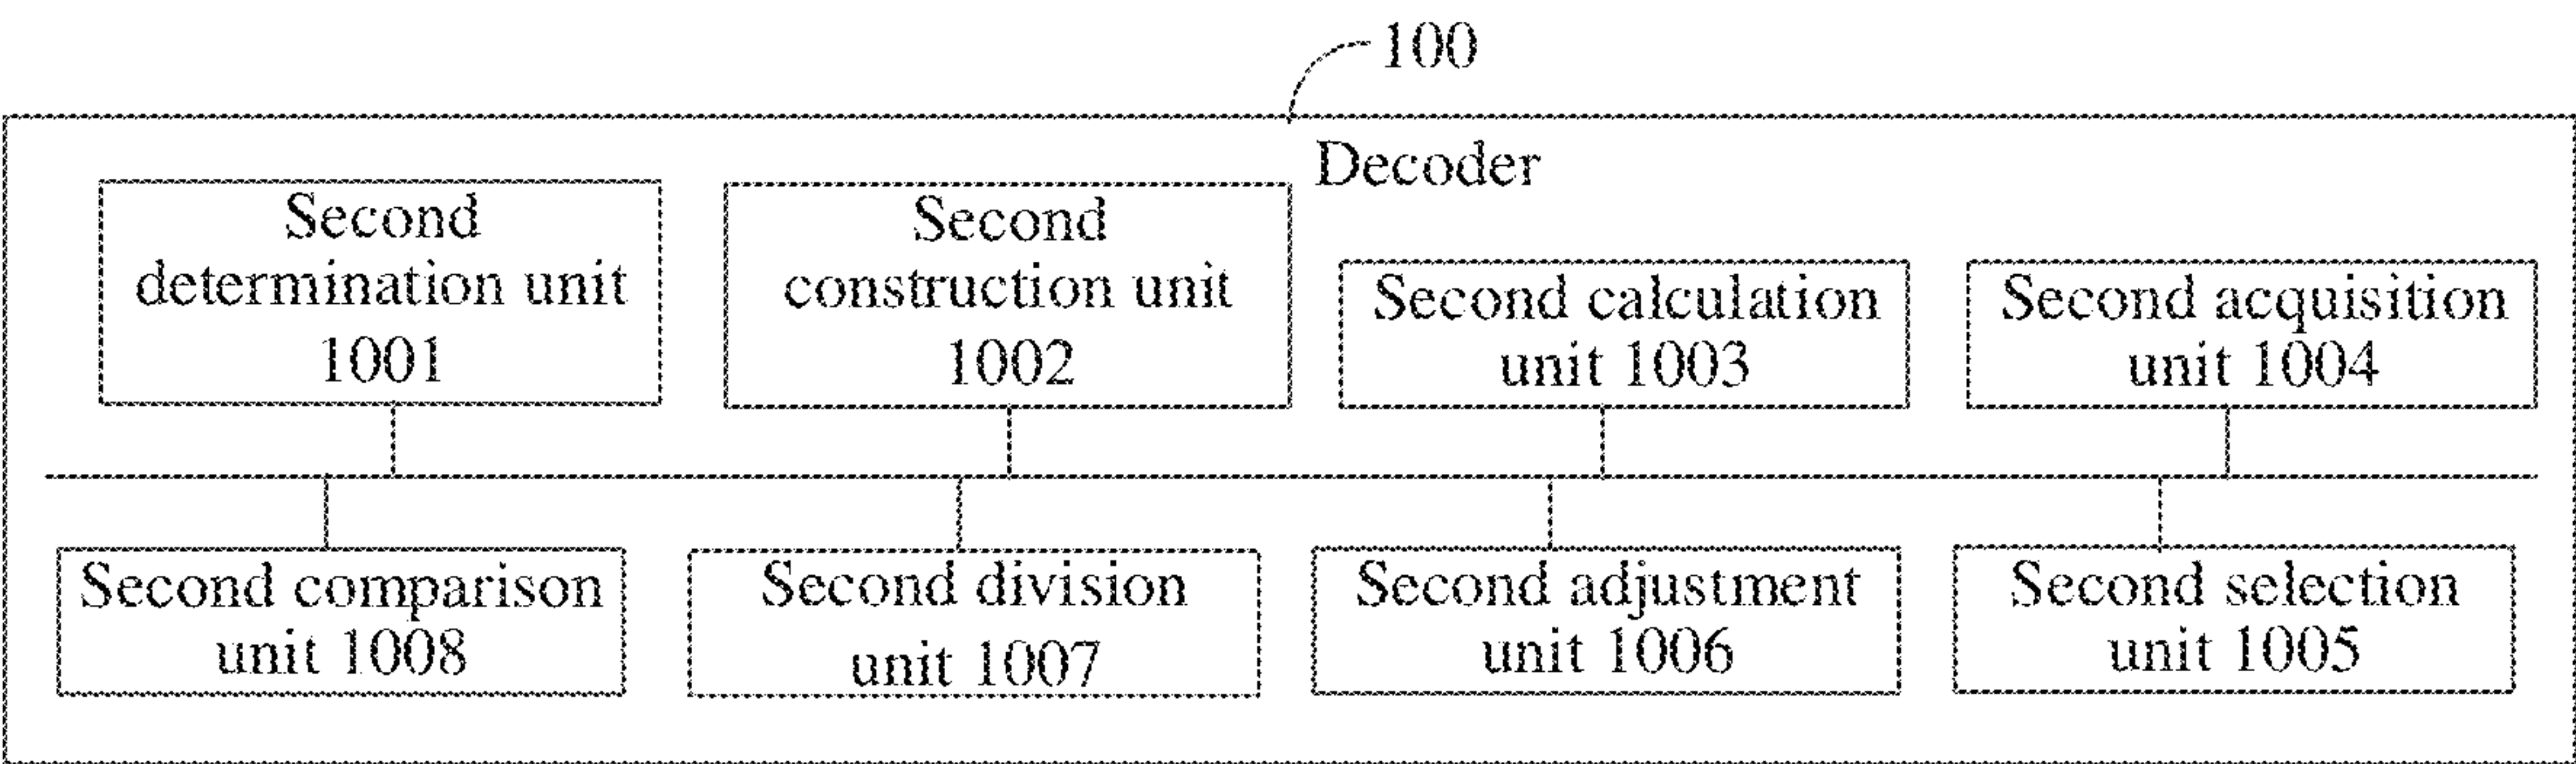 100
Decoder
Second
determination unit
1001
Second
construction unit
1002
Second calculation
unit 1003
Second acquisition
unit 1004
Second comparison
unit 1008
Second division
unit 1007
Second adjustment
unit 1006
Second selection
unit 1005